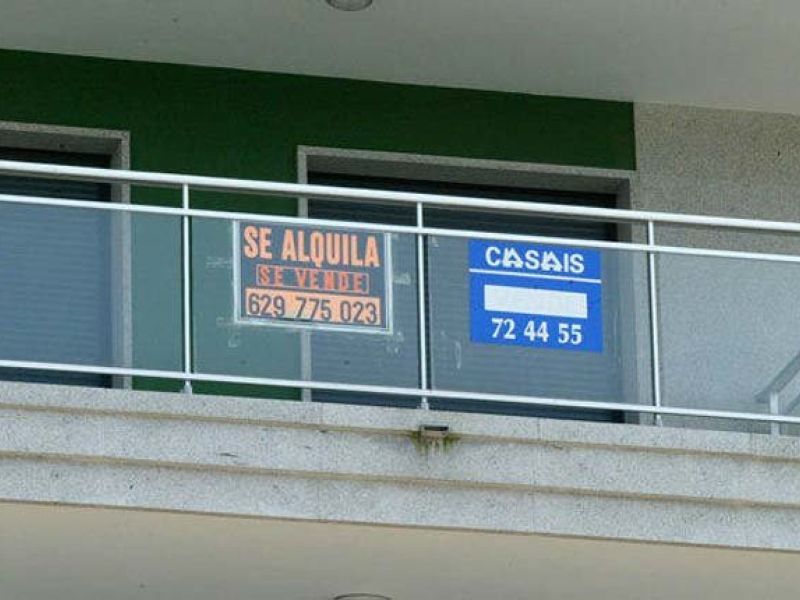 SE ALQUILA
SE VENDE
629 775 023
CASAIS
72 44 55